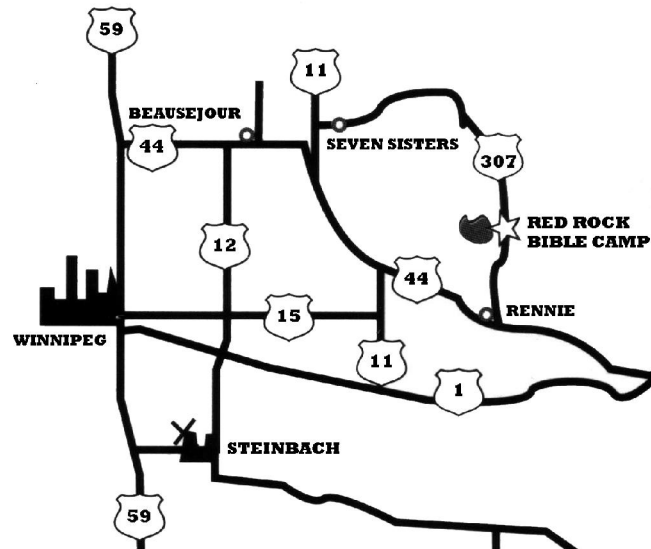 59
11
BEAUSEJOUR
44
SEVEN SISTERS
307
RED ROCK
BIBLE CAMP
12
44
15
RENNIE
WINNIPEG
11
1
STEINBACH
59